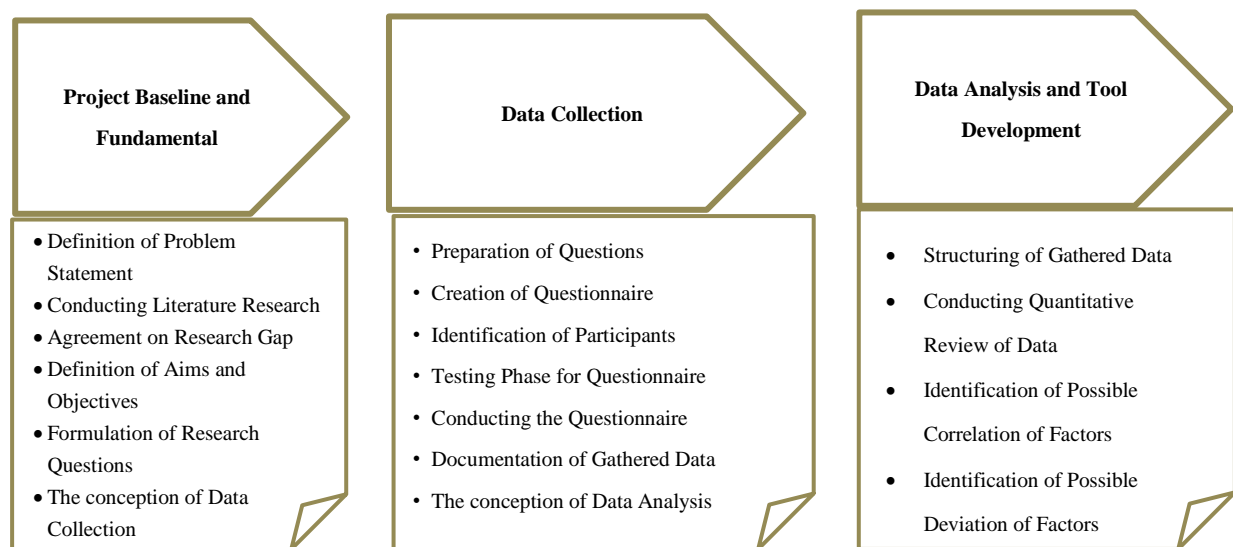 Project Baseline and
Fundamental
• Definition of Problem
Statement
• Conducting Literature Research
• Agreement on Research Gap
• Definition of Aims and
Objectives
• Formulation of Research
Questions
• The conception of Data
Collection
Data Collection
• Preparation of Questions
• Creation of Questionnaire
• Identification of Participants
• Testing Phase for Questionnaire
• Conducting the Questionnaire
• Documentation of Gathered Data
• The conception of Data Analysis
Data Analysis and Tool
Development
• Structuring of Gathered Data
• Conducting Quantitative
Review of Data
• Identification of Possible
Correlation of Factors
• Identification of Possible
Deviation of Factors